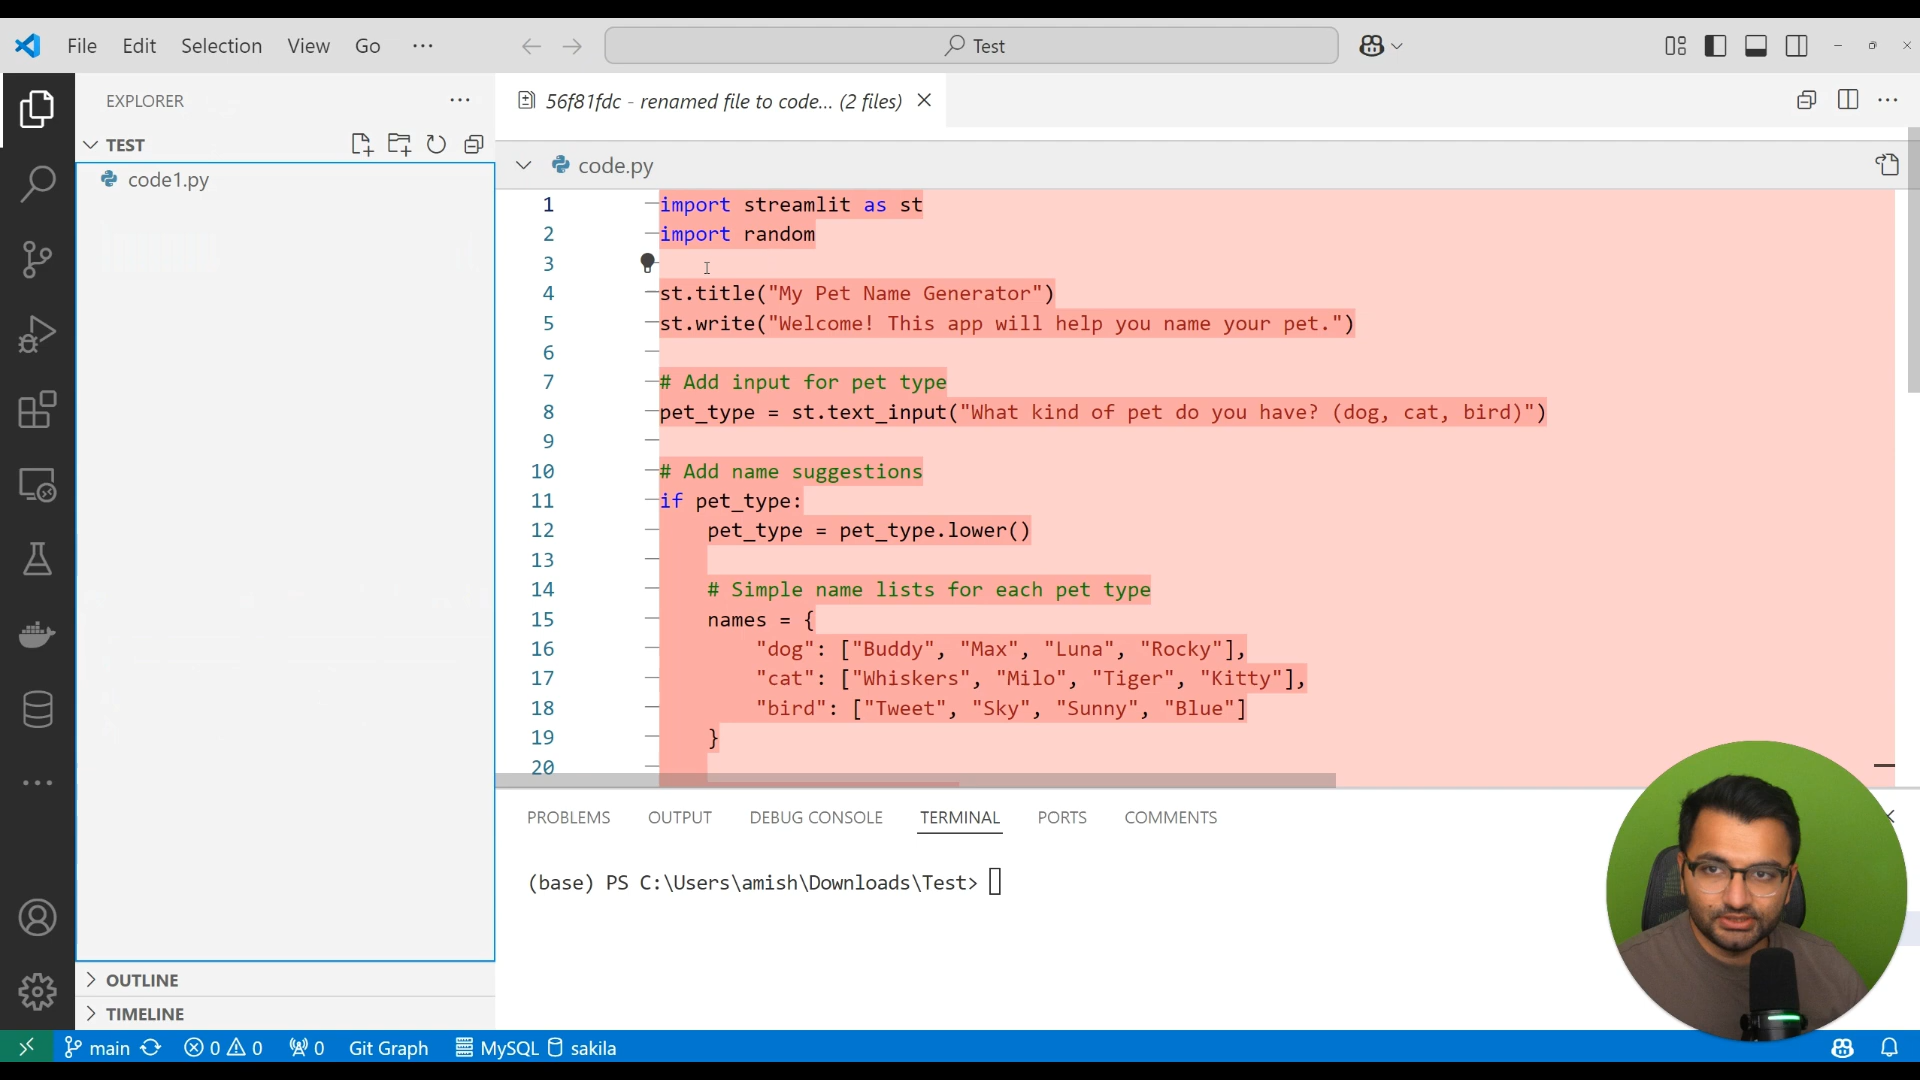 File Edit Selection View Go ···
Test
EXPLORER ···
56f81fdc - renamed file to code... (2 files)
TEST
code.py
code1.py
1 import streamlit as st
2 import random
3
4 st.title("My Pet Name Generator")
5 st.write("Welcome! This app will help you name your pet.")
6
7 # Add input for pet type
8 pet_type = st.text_input("What kind of pet do you have? (dog, cat, bird)")
9
10 # Add name suggestions
11 if pet_type:
12 pet_type = pet_type.lower()
13
14 # Simple name lists for each pet type
15 names = {
16 "dog": ["Buddy", "Max", "Luna", "Rocky"],
17 "cat": ["Whiskers", "Milo", "Tiger", "Kitty"],
18 "bird": ["Tweet", "Sky", "Sunny", "Blue"]
19 }
20
PROBLEMS OUTPUT DEBUG CONSOLE TERMINAL PORTS COMMENTS
(base) PS C:\Users\amish\Downloads\Test>
OUTLINE
TIMELINE
main 0 0 0 Git Graph MySQL sakila